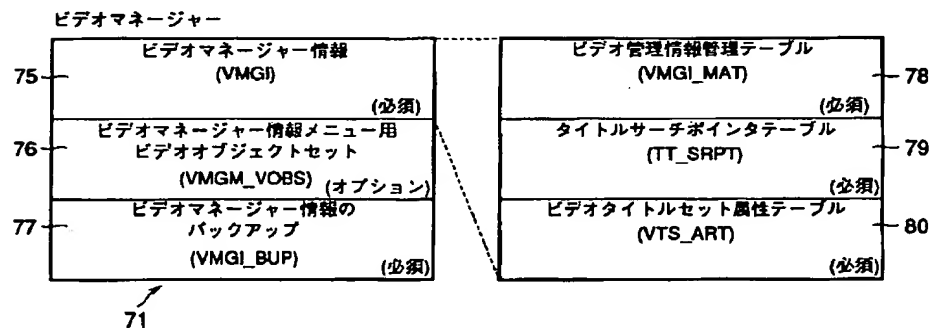 ビデオマネージャー
ビデオマネージャー情報
(VMGI)
(必須)
75
ビデオマネージャー情報メニュー用
ビデオオブジェクトセット
(VMGM_VOBS)
(オプション)
76
ビデオマネージャー情報の
バックアップ
(VMGI_BUP)
(必須)
77
71
ビデオ管理情報管理テーブル
(VMGI_MAT)
(必須)
78
タイトルサーチポインタテーブル
(TT_SRPT)
(必須)
79
ビデオタイトルセット属性テーブル
(VTS_ART)
(必須)
80